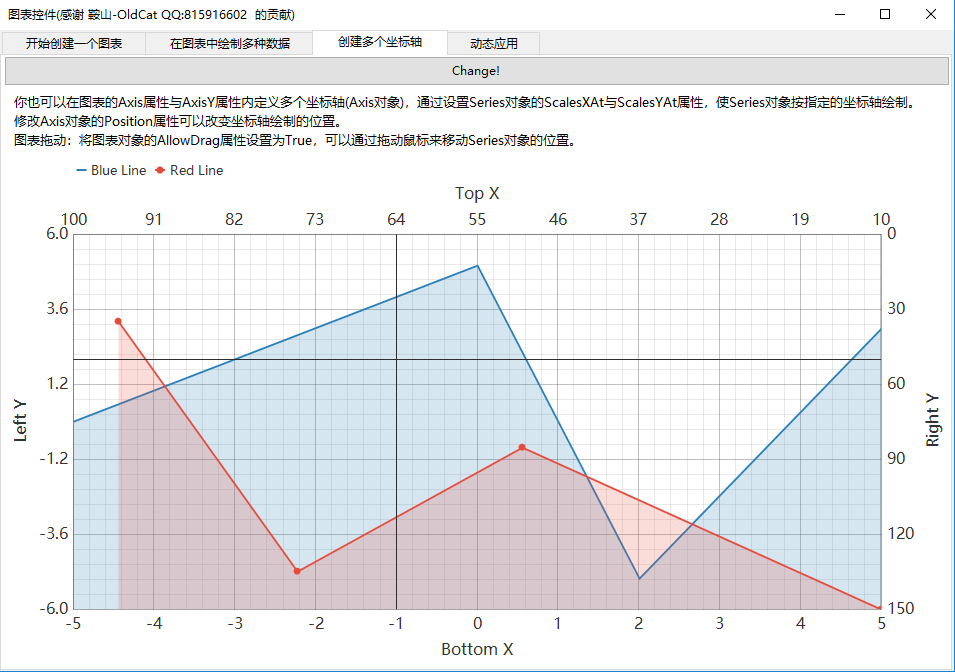 图表控件(感谢 鞍山-OldCat QQ:815916602 的贡献)
开始创建一个图表 在图表中绘制多种数据 创建多个坐标轴 动态应用
Change!
你也可以在图表的Axis属性与AxisY属性内定义多个坐标轴(Axis对象)，通过设置Series对象的ScalesXAt与ScalesYAt属性，使Series对象按指定的坐标轴绘制。
修改Axis对象的Position属性可以改变坐标轴绘制的位置。
图表拖动：将图表对象的AllowDrag属性设置为True，可以通过拖动鼠标来移动Series对象的位置。
Blue Line Red Line
Top X
100 91 82 73 64 55 46 37 28 19 10
6.0 0
3.6 30
1.2 60
Left Y
Right Y
-1.2 90
-3.6 120
-6.0 150
-5 -4 -3 -2 -1 0 1 2 3 4 5
Bottom X